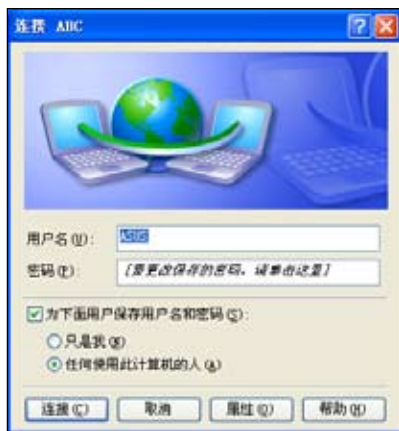 连接 ABC
用户名(U):
密码(P): [要更改保存的密码，请单击这里]
为下面用户保存用户名和密码(S):
只是我(N)
任何使用此计算机的人(A)
连接(C) 取消 属性(O) 帮助(H)